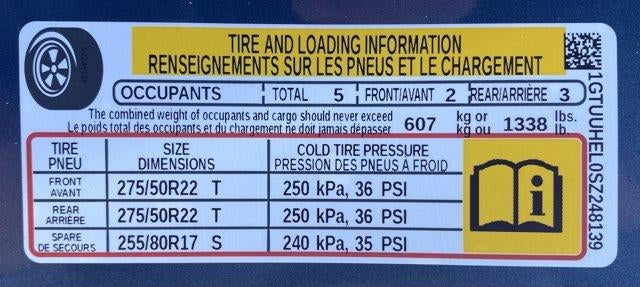 TIRE AND LOADING INFORMATION
RENSEIGNEMENTS SUR LES PNEUS ET LE CHARGEMENT
OCCUPANTS TOTAL 5 FRONT/AVANT 2 REAR/ARRIÈRE 3
The combined weight of occupants and cargo should never exceed 607 kg or 1338 lbs.
Le poids total des occupants et du chargement ne doit jamais dépasser kg ou lb.
TIRE SIZE COLD TIRE PRESSURE
PNEU DIMENSIONS PRESSION DES PNEUS À FROID
FRONT
AVANT 275/50R22 T 250 kPa, 36 PSI
REAR
ARRIÈRE 275/50R22 T 250 kPa, 36 PSI
SPARE
DE SECOURS 255/80R17 S 240 kPa, 35 PSI
i
1GTUUHEL0SZ248139